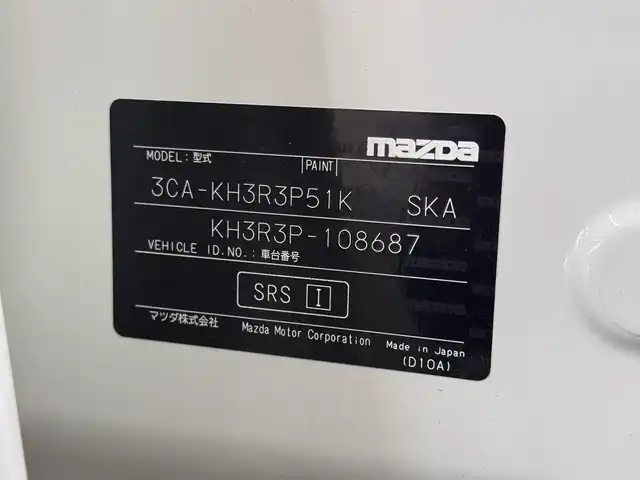 mazda
MODEL: 型式 PAINT
3CA-KH3R3P51K SKA
KH3R3P-108687
VEHICLE ID.NO.: 車台番号
SRS I
マツダ株式会社 Mazda Motor Corporation Made in Japan
(D10A)